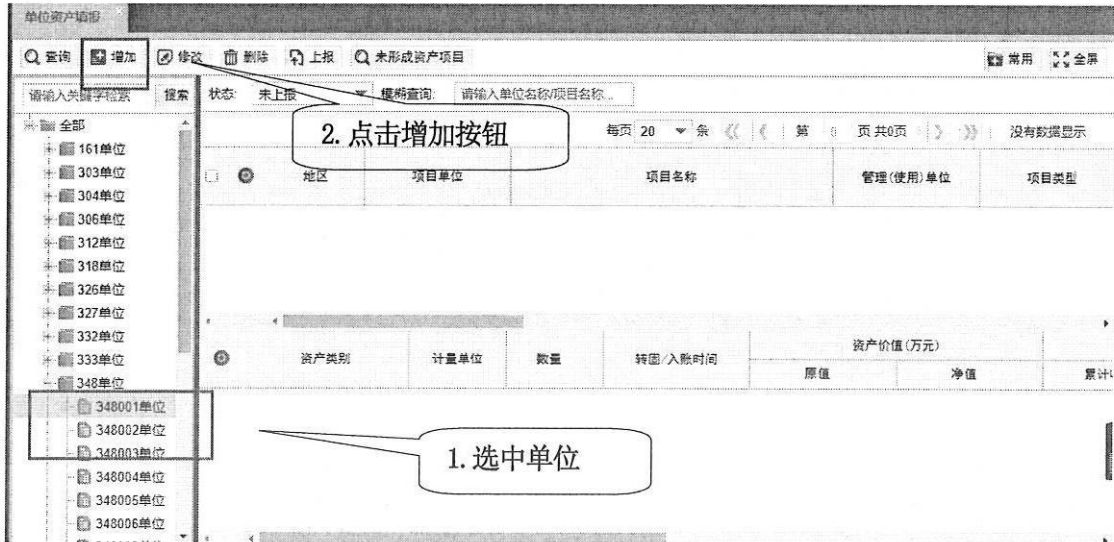 单位资产填报
查询 增加 修改 删除 上报 未形成资产项目 常用 全屏
请输入关键字检索 搜索 状态: 未上报 模糊查询: 请输入单位名称/项目名称...
全部
2. 点击增加按钮
每页 20 条 第 0 页 共0页 没有数据显示
161单位
303单位
304单位
306单位
312单位
318单位
326单位
327单位
332单位
333单位
348单位
348001单位
348002单位
348003单位
348004单位
348005单位
348006单位
地区 项目单位 项目名称 管理(使用)单位 项目类型
资产类别 计量单位 数量 转固/入账时间 资产价值(万元)
原值 净值 累计
1. 选中单位